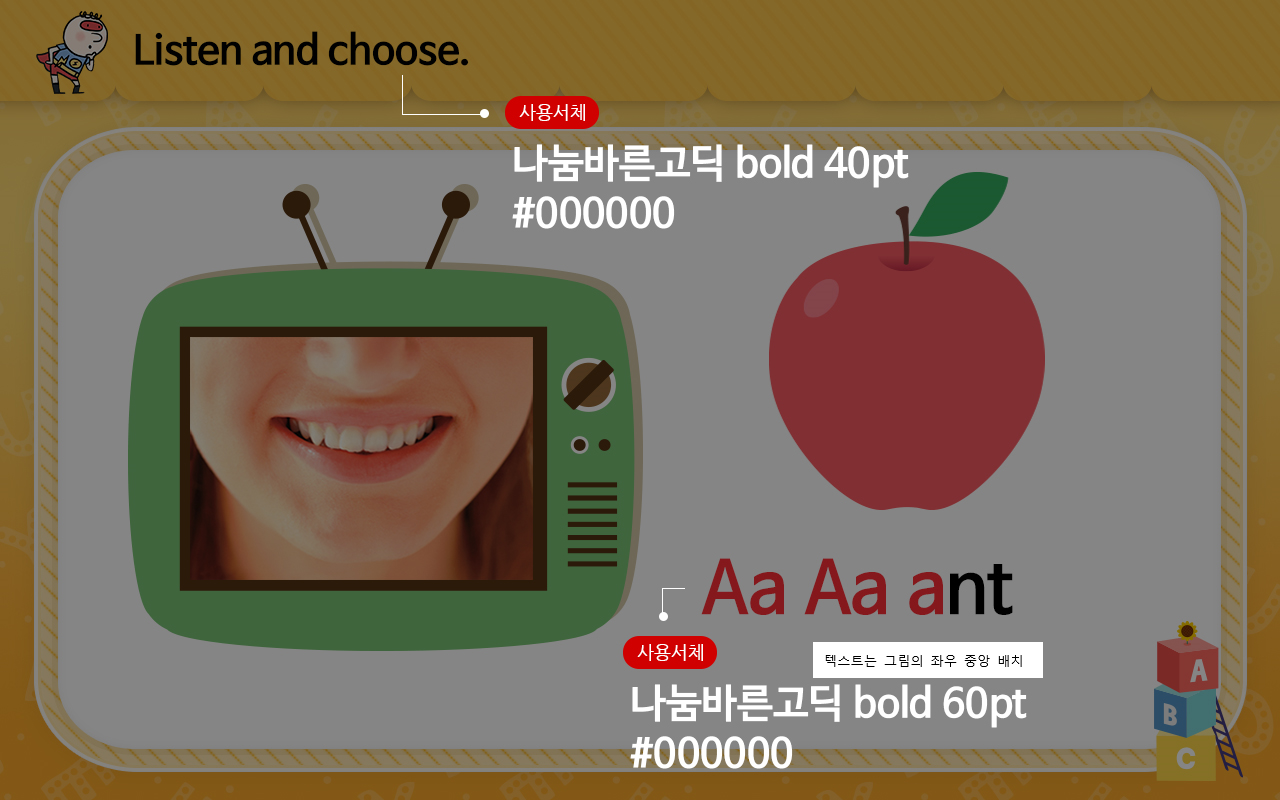 Listen and choose.
사용서체
나눔바른고딕 bold 40pt
#000000
Aa Aa ant
사용서체
텍스트는 그림의 좌우 중앙 배치
나눔바른고딕 bold 60pt
#000000
A
B
C